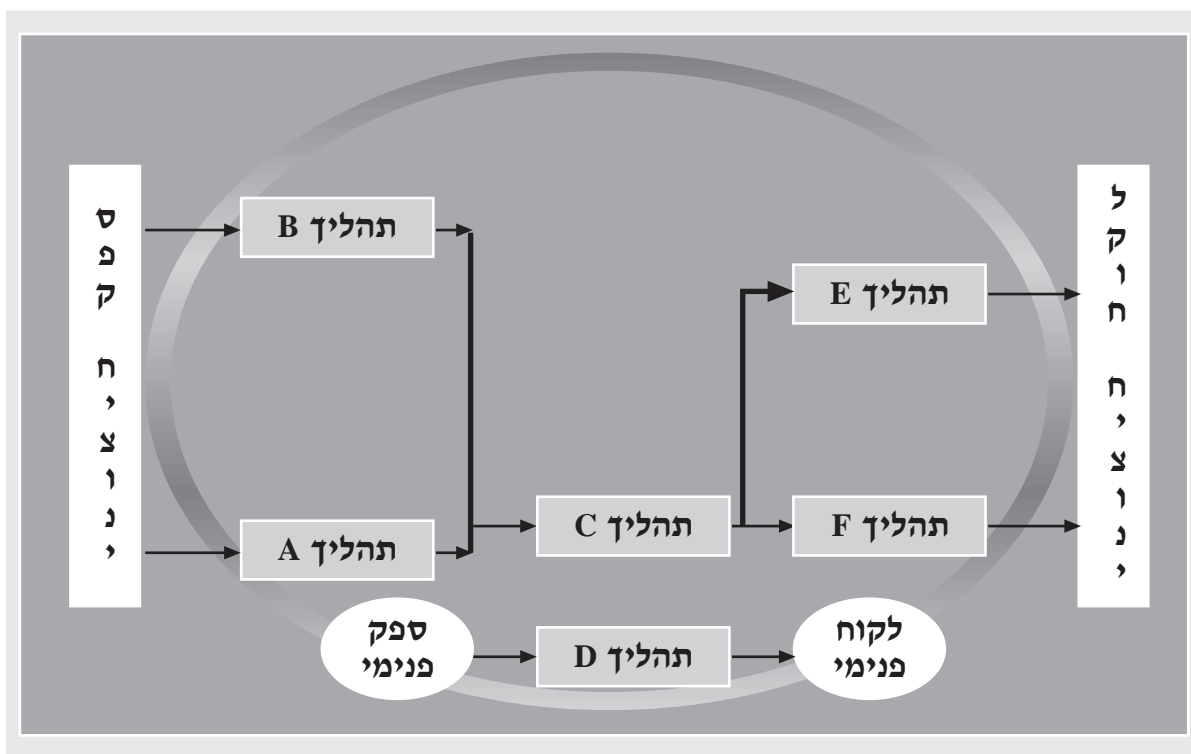 ספק חיצוני
לקוח חיצוני
תהליך B
תהליך E
תהליך A
תהליך C
תהליך F
ספק
פנימי
תהליך D
לקוח
פנימי